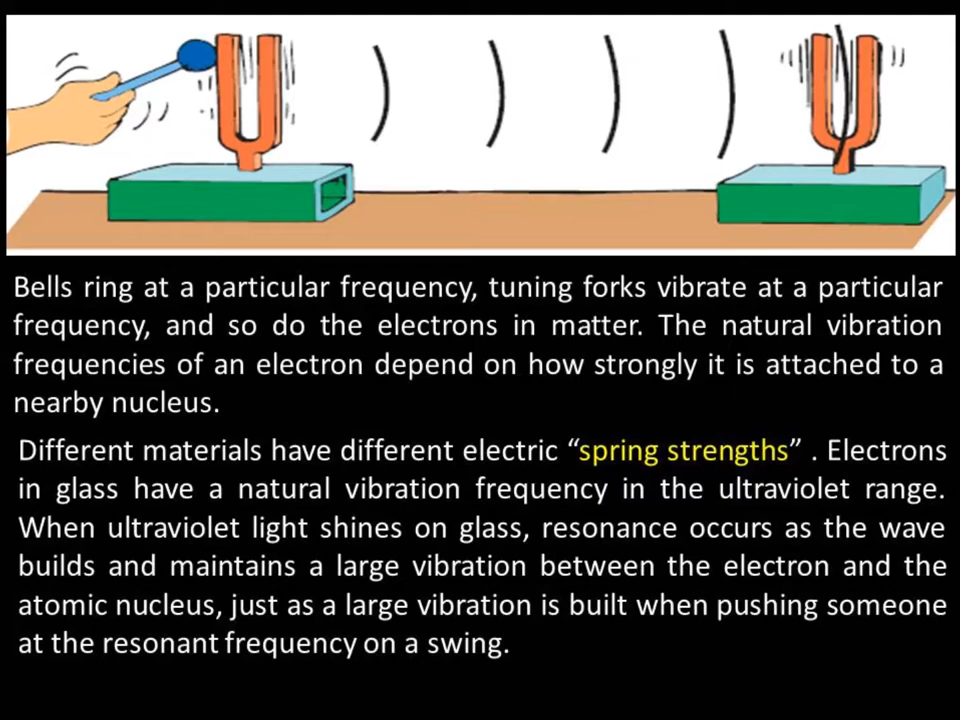 Bells ring at a particular frequency, tuning forks vibrate at a particular
frequency, and so do the electrons in matter. The natural vibration
frequencies of an electron depend on how strongly it is attached to a
nearby nucleus.
Different materials have different electric “spring strengths” . Electrons
in glass have a natural vibration frequency in the ultraviolet range.
When ultraviolet light shines on glass, resonance occurs as the wave
builds and maintains a large vibration between the electron and the
atomic nucleus, just as a large vibration is built when pushing someone
at the resonant frequency on a swing.